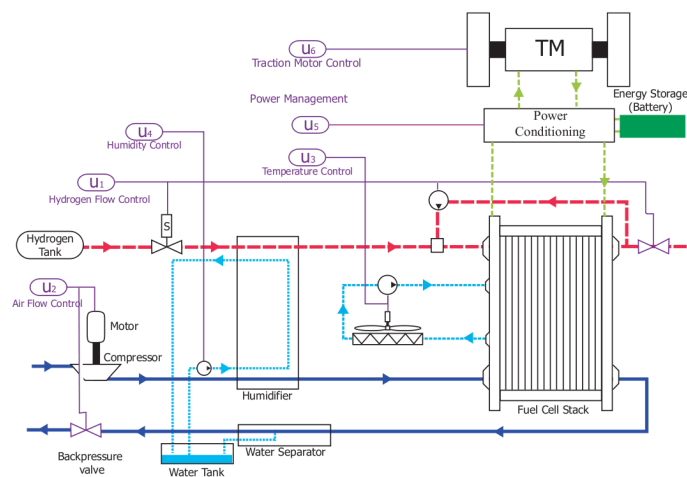 u6
Traction Motor Control
TM
Power Management
Energy Storage
(Battery)
u5
Power
Conditioning
u4
Humidity Control
u3
Temperature Control
u1
Hydrogen Flow Control
S
Hydrogen
Tank
u2
Air Flow Control
Motor
Compressor
Humidifier
Fuel Cell Stack
Backpressure
valve
Water Tank
Water Separator